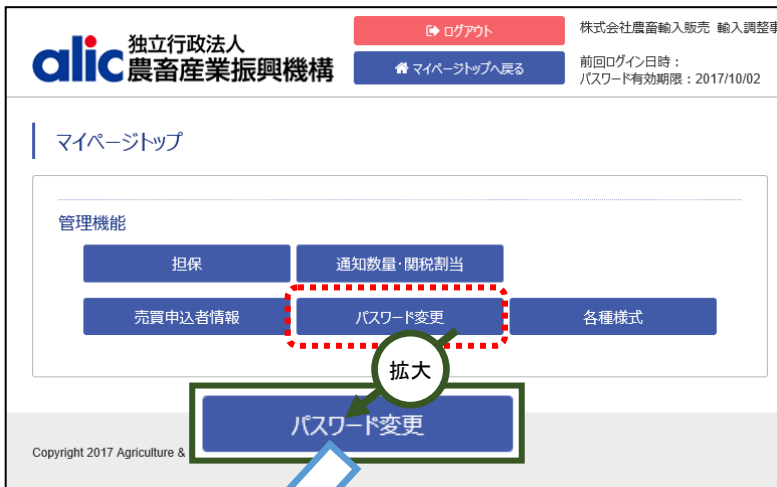 alic 独立行政法人
農畜産業振興機構
ログアウト
マイページトップへ戻る
株式会社農畜輸入販売 輸入調整事
前回ログイン日時：
パスワード有効期限：2017/10/02
マイページトップ
管理機能
担保
通知数量・関税割当
売買申込者情報
パスワード変更
各種様式
拡大
パスワード変更
Copyright 2017 Agriculture &